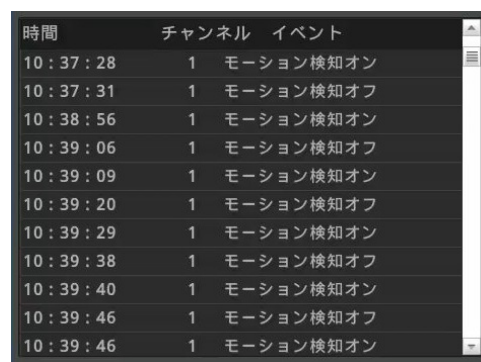 時間 チャンネル イベント
10：37：28 1 モーション検知オン
10：37：31 1 モーション検知オフ
10：38：56 1 モーション検知オン
10：39：06 1 モーション検知オフ
10：39：09 1 モーション検知オン
10：39：20 1 モーション検知オフ
10：39：29 1 モーション検知オン
10：39：38 1 モーション検知オフ
10：39：40 1 モーション検知オン
10：39：46 1 モーション検知オフ
10：39：46 1 モーション検知オン